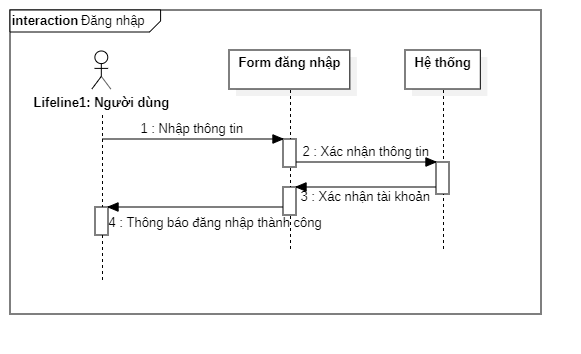 interaction Đăng nhập
Form đăng nhập
Hệ thống
Lifeline1: Người dùng
1 : Nhập thông tin
2 : Xác nhận thông tin
3 : Xác nhận tài khoản
4 : Thông báo đăng nhập thành công